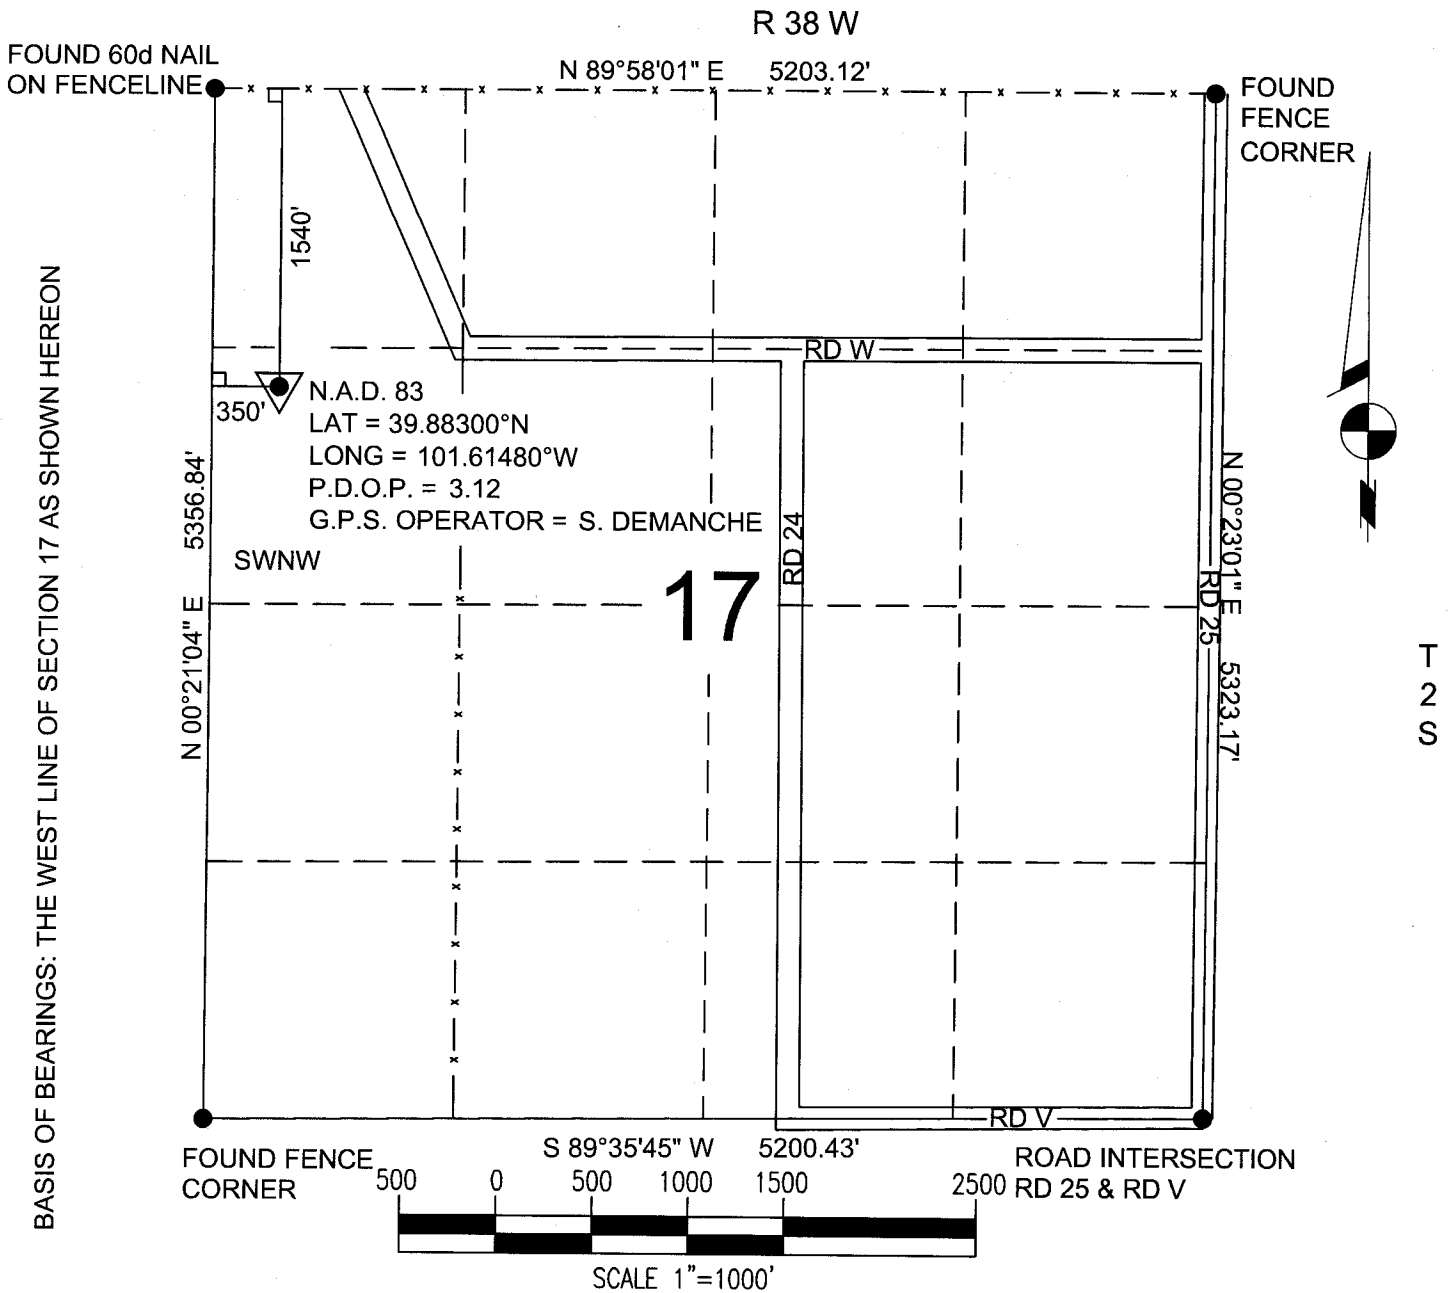 R 38 W
FOUND 60d NAIL
ON FENCELINE
N 89°58'01" E 5203.12'
FOUND
FENCE
CORNER
1540'
RD W
350'
N.A.D. 83
LAT = 39.88300°N
LONG = 101.61480°W
P.D.O.P. = 3.12
G.P.S. OPERATOR = S. DEMANCHE
SWNW
17
RD 24
N 00°21'04" E 5356.84'
BASIS OF BEARINGS: THE WEST LINE OF SECTION 17 AS SHOWN HEREON
N 00°23'01" E 5323.17'
RD 25
T
2
S
RD V
S 89°35'45" W 5200.43'
FOUND FENCE
CORNER
ROAD INTERSECTION
RD 25 & RD V
500 0 500 1000 1500 2500
SCALE 1"=1000'